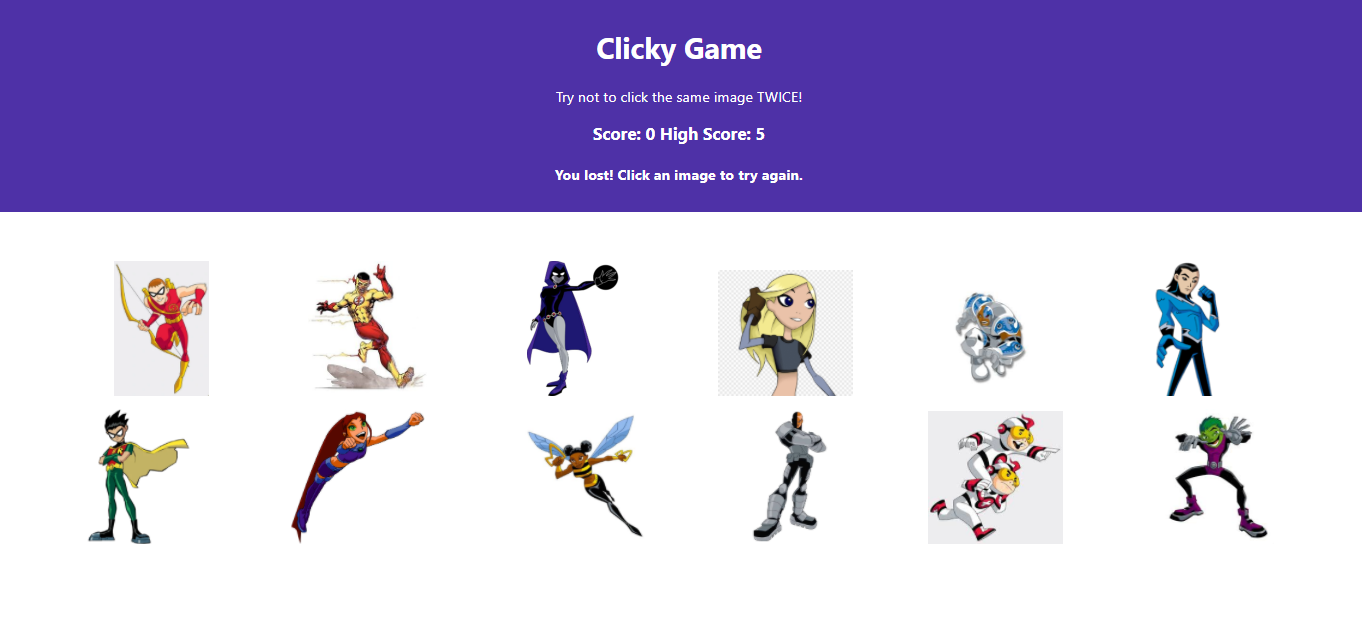 Clicky Game
Try not to click the same image TWICE!
Score: 0 High Score: 5
You lost! Click an image to try again.